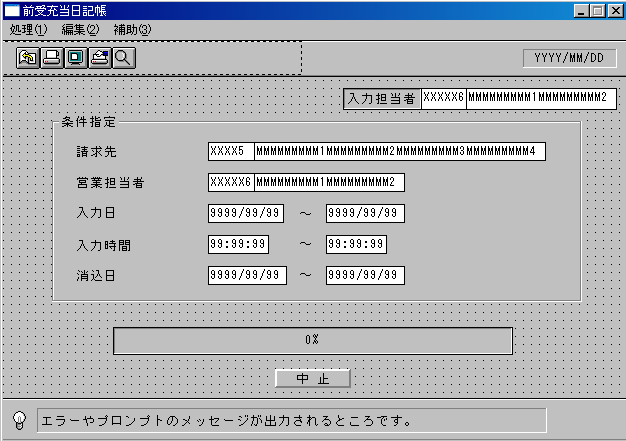 前受充当日記帳
処理(1) 編集(2) 補助(3)
YYYY/MM/DD
入力担当者 XXXXX6 MMMMMMMMM1MMMMMMMMM2
条件指定
請求先 XXXX5 MMMMMMMMM1MMMMMMMMM2MMMMMMMMM3MMMMMMMMM4
営業担当者 XXXXX6 MMMMMMMMM1MMMMMMMMM2
入力日 9999/99/99 ～ 9999/99/99
入力時間 99:99:99 ～ 99:99:99
消込日 9999/99/99 ～ 9999/99/99
0%
中 止
エラーやプロンプトのメッセージが出力されるところです。